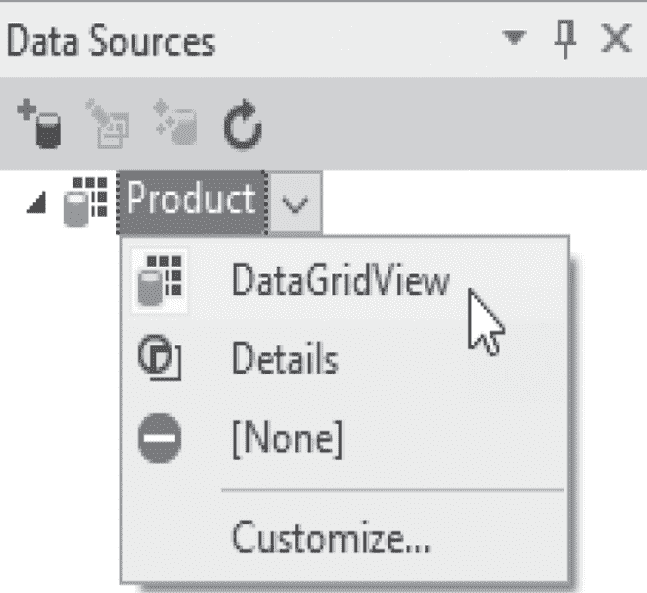 Data Sources
Product
DataGridView
Details
[None]
Customize...